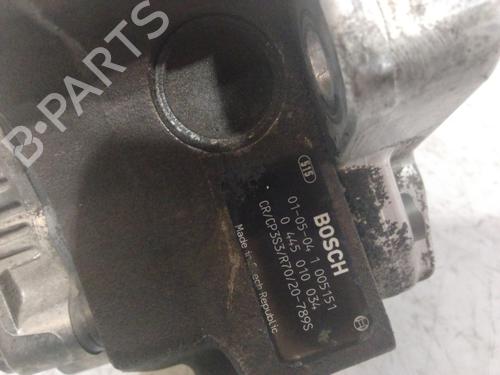 B-PARTS
515
BOSCH
01-05-04 1 005151
0 445 010 034
CR/CP3S3/R70/20-789S
Made in Czech Republic